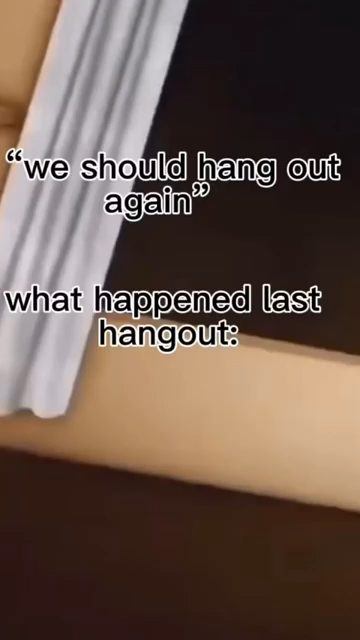 “we should hang out
again”
what happened last
hangout: